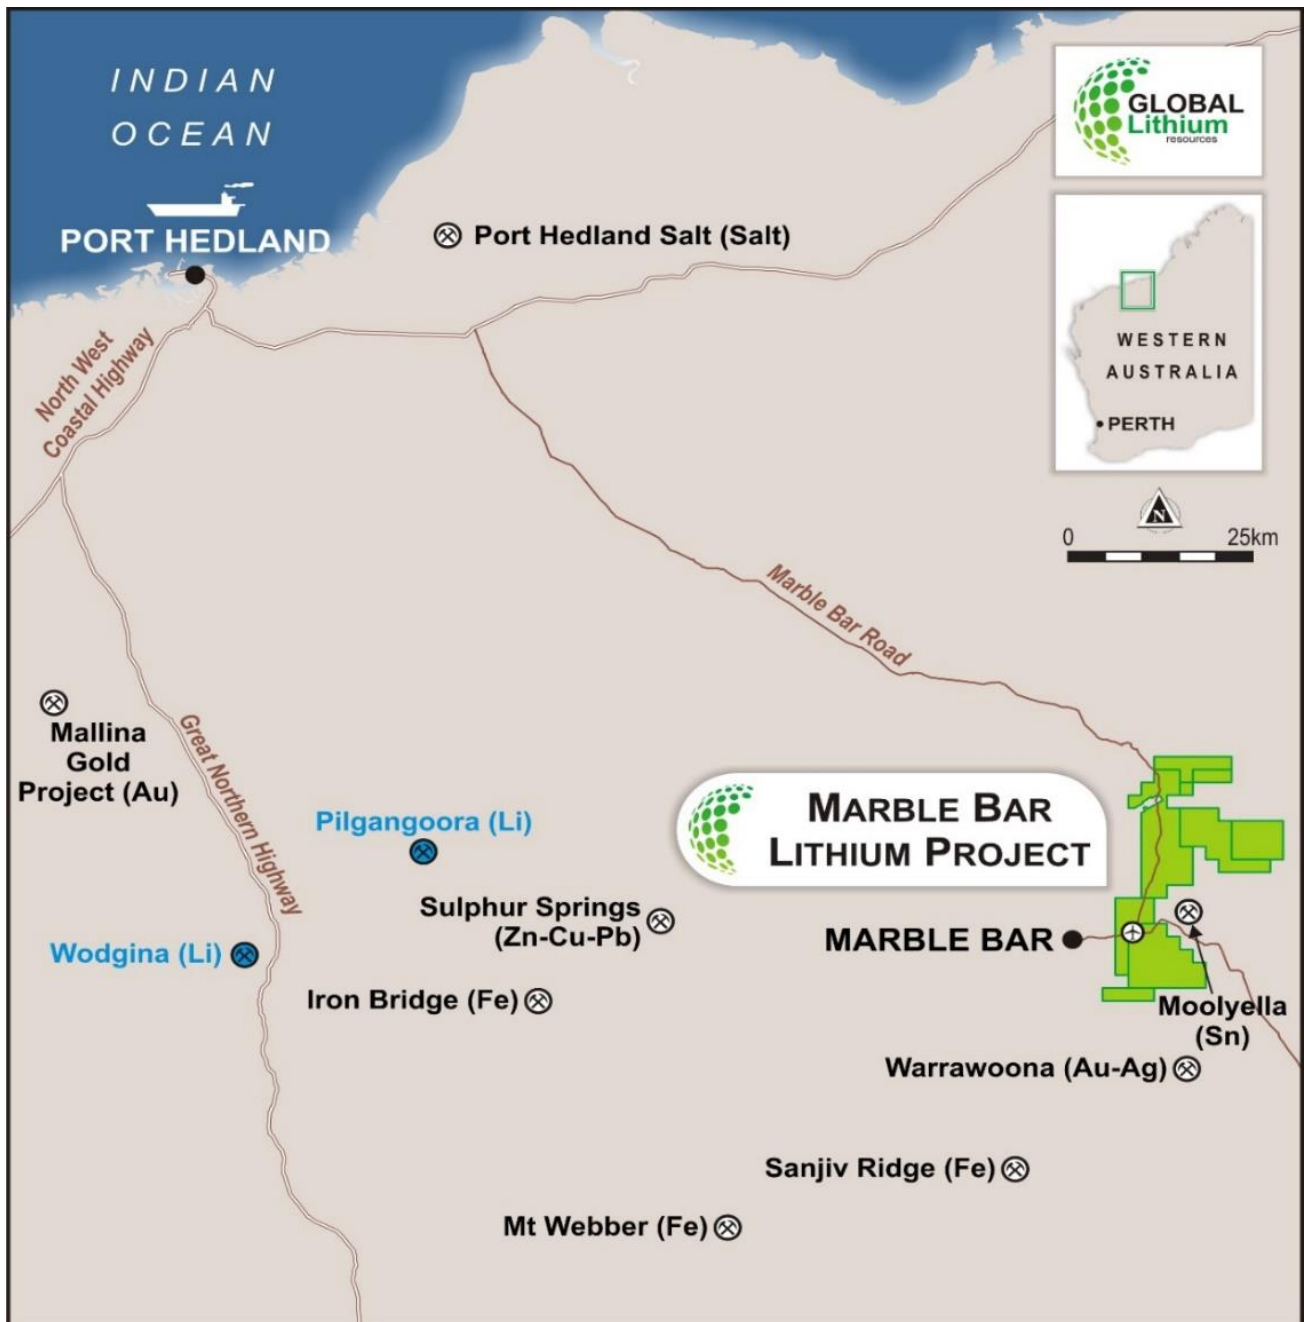 INDIAN
OCEAN
GLOBAL
Lithium
resources
PORT HEDLAND
Port Hedland Salt (Salt)
North West
Coastal Highway
WESTERN
AUSTRALIA
PERTH
N
0 25km
Marble Bar Road
Mallina
Gold
Project (Au)
Great Northern Highway
Pilgangoora (Li)
MARBLE BAR
LITHIUM PROJECT
Sulphur Springs
(Zn-Cu-Pb)
Wodgina (Li)
MARBLE BAR
Iron Bridge (Fe)
Moolyella
(Sn)
Warrawoona (Au-Ag)
Sanjiv Ridge (Fe)
Mt Webber (Fe)